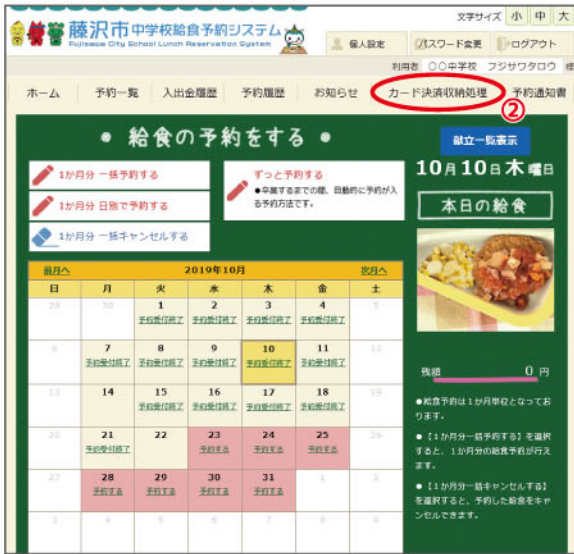 文字サイズ 小 中 大
藤沢市中学校給食予約システム
Fujisawa City School Lunch Reservation System
個人設定 パスワード変更 ログアウト
利用者 〇〇中学校 フジサワタロウ 様
ホーム 予約一覧 入出金履歴 予約履歴 お知らせ カード決済収納処理 予約通知書
②
給食の予約をする
献立一覧表示
10月10日木曜日
本日の給食
1か月分 一括予約する
1か月分 日別で予約する
1か月分 一括キャンセルする
ずっと予約する
●卒業するまでの間、自動的に予約が入
る予約方法です。
前月へ 2019年10月 次月へ
日 月 火 水 木 金 土
29 30 1 2 3 4 5
予約受付終了 予約受付終了 予約受付終了 予約受付終了
6 7 8 9 10 11 12
予約受付終了 予約受付終了 予約受付終了 予約受付終了 予約受付終了
13 14 15 16 17 18 19
予約受付終了 予約受付終了 予約受付終了 予約受付終了
20 21 22 23 24 25 26
予約受付終了 予約する 予約する 予約する
27 28 29 30 31 1 2
予約する 予約する 予約する 予約する
3 4 5 6 7 8 9
残額 0 円
●給食予約は1か月単位となってお
ります。
●【1か月分一括予約する】を選択
すると、1か月分の給食予約が行え
ます。
●【1か月分一括キャンセルする】
を選択すると、予約した給食をキャ
ンセルできます。